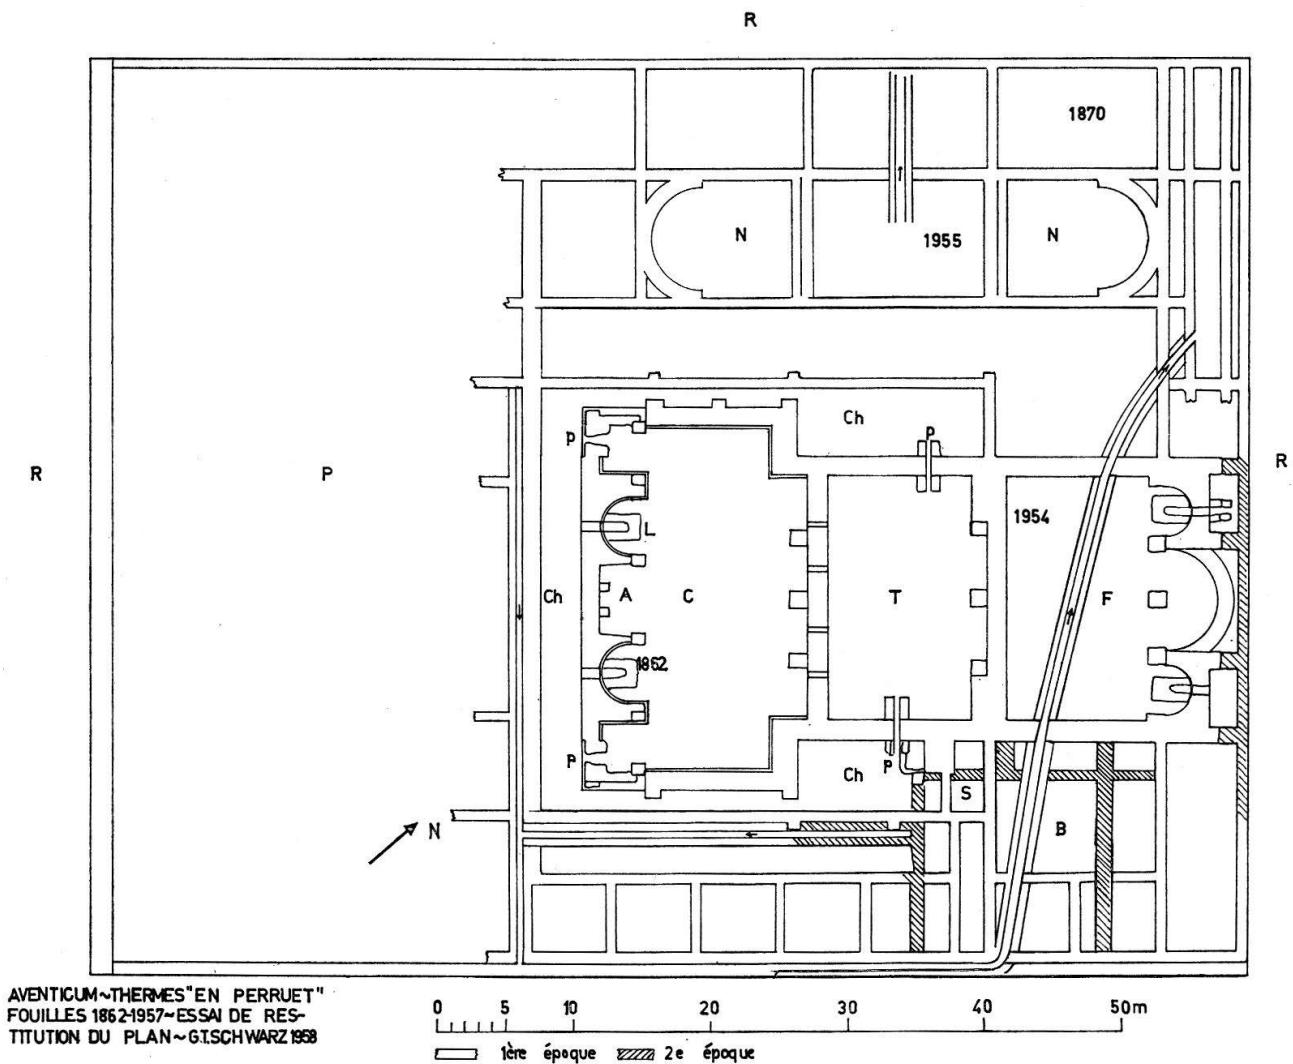 R
1870
N
1955
N
Ch
p
p
R
P
R
1954
L
Ch
A
C
T
F
1862
p
Ch
p
S
B
N
AVENTICUM~THERMES "EN PERRUET"
FOUILLES 1862-1957~ESSAI DE RES-
TITUTION DU PLAN~G.T.SCHWARZ 1958
0 5 10 20 30 40 50m
1ère époque 2e époque